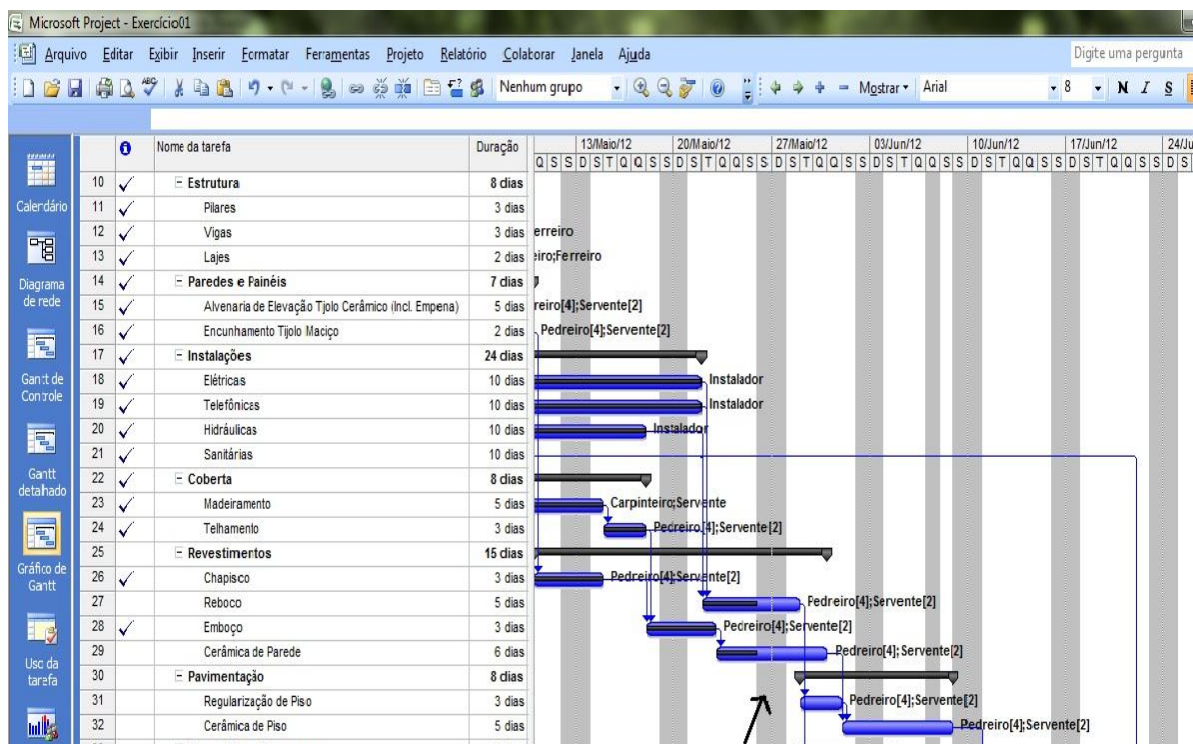 Microsoft Project - Exercício01
Arquivo Editar Exibir Inserir Formatar Ferramentas Projeto Relatório Colaborar Janela Ajuda Digite uma pergunta
Nenhum grupo Mostrar Arial 8 N I S
Nome da tarefa Duração 13/Maio/12 20/Maio/12 27/Maio/12 03/Jun/12 10/Jun/12 17/Jun/12 24/Ju
Q S S D S T Q Q S S D S T Q Q S S D S T Q Q S S D S T Q Q S S D S T Q Q S S D S T Q Q S S D S
Calendário
Diagrama de rede
Gantt de Controle
Gantt detalhado
Gráfico de Gantt
Uso da tarefa
10 Estrutura 8 dias
11 Pilares 3 dias
12 Vigas 3 dias erreiro
13 Lajes 2 dias eiro;Ferreiro
14 Paredes e Painéis 7 dias
15 Alvenaria de Elevação Tjolo Cerâmico (Incl. Empena) 5 dias reiro[4];Servente[2]
16 Encunhamento Tijolo Maciço 2 dias Pedreiro[4];Servente[2]
17 Instalações 24 dias
18 Elétricas 10 dias Instalador
19 Telefônicas 10 dias Instalador
20 Hidráulicas 10 dias Instalador
21 Sanitárias 10 dias
22 Coberta 8 dias
23 Madeiramento 5 dias Carpinteiro;Servente
24 Telhamento 3 dias Pedreiro[4];Servente[2]
25 Revestimentos 15 dias
26 Chapisco 3 dias Pedreiro[4];Servente[2]
27 Reboco 5 dias Pedreiro[4];Servente[2]
28 Emboço 3 dias Pedreiro[4];Servente[2]
29 Cerâmica de Parede 6 dias Pedreiro[4];Servente[2]
30 Pavimentação 8 dias
31 Regularização de Piso 3 dias Pedreiro[4];Servente[2]
32 Cerâmica de Piso 5 dias Pedreiro[4];Servente[2]